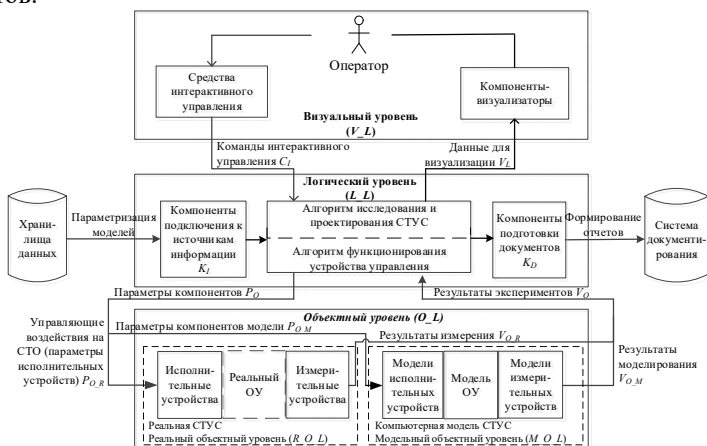 тов.
Оператор
Средства
интерактивного
управления
Компоненты-
визуализаторы
Визуальный уровень
(V_L)
Команды интерактивного
управления C_I
Данные для
визуализации V_L
Логический уровень
(L_L)
Храни-
лища
данных
Параметризация
моделей
Компоненты
подключения к
источникам
информации
K_I
Алгоритм исследования и
проектирования СТУС
Алгоритм функционирования
устройства управления
Компоненты
подготовки
документов
K_D
Формирование
отчетов
Система
документи-
рования
Параметры компонентов P_O
Результаты экспериментов V_O
Объектный уровень (O_L)
Управляющие
воздействия на
СТО (параметры
исполнительных
устройств) P_O_R
Параметры компонентов модели P_O_M
Результаты измерения V_O_R
Результаты
моделирования
V_O_M
Исполни-
тельные
устройства
Реальный
ОУ
Измери-
тельные
устройства
Модели
исполни-
тельных
устройств
Модель
ОУ
Модели
измери-
тельных
устройств
Реальная СТУС
Реальный объектный уровень (R_O_L)
Компьютерная модель СТУС
Модельный объектный уровень (M_O_L)